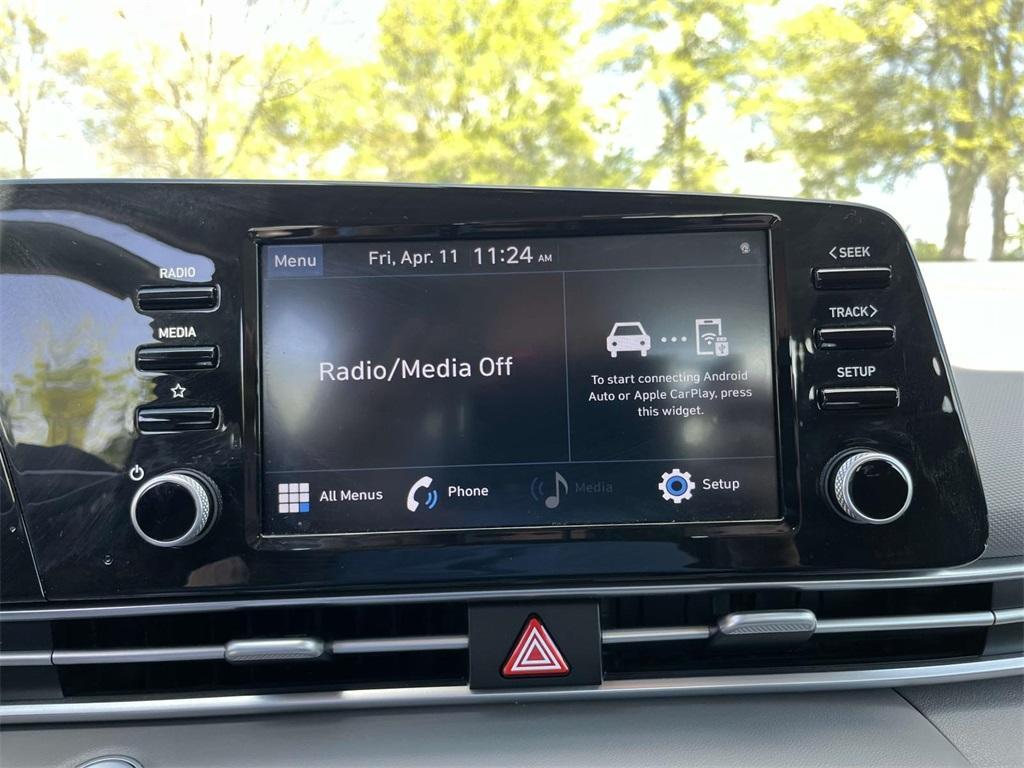 RADIO
MEDIA
Menu
Fri, Apr. 11 11:24 AM
Radio/Media Off
To start connecting Android
Auto or Apple CarPlay, press
this widget.
All Menus
Phone
Media
Setup
<SEEK
TRACK>
SETUP